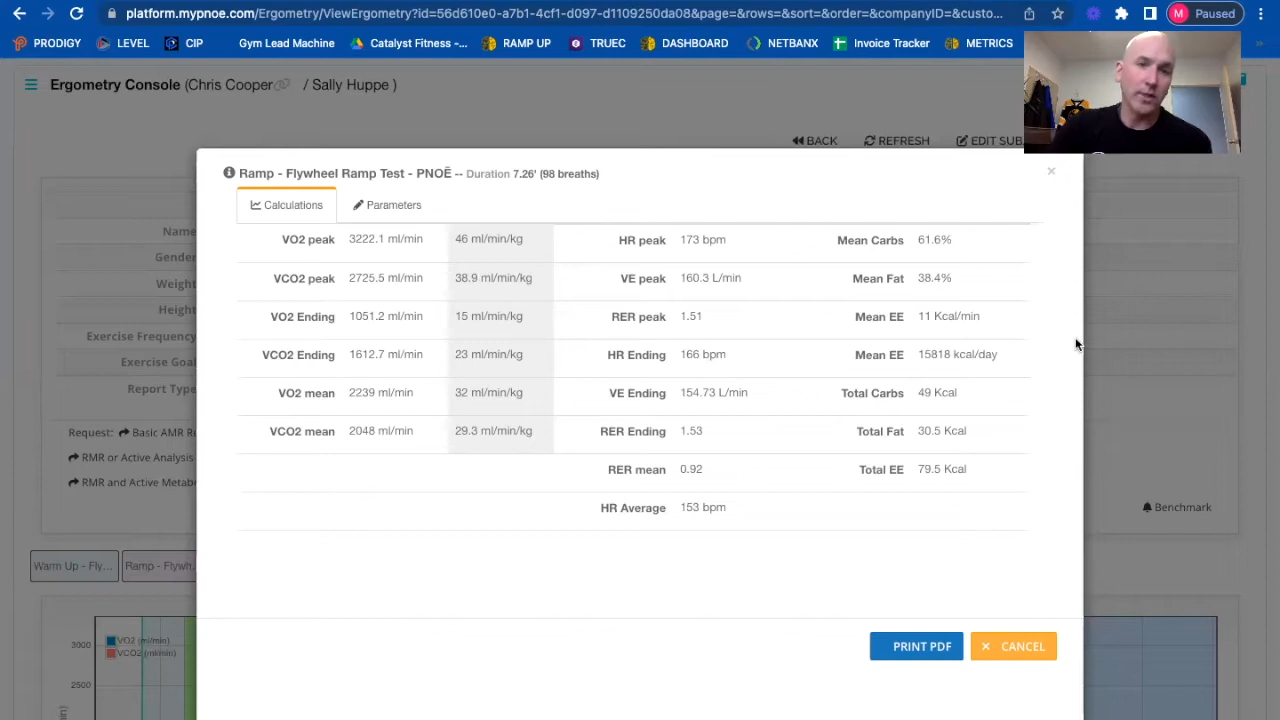 platform.mypnoe.com/Ergometry/ViewErgometry?id=56d610e0-a7b1-4cf1-d097-d1109250da08&page=&rows=&sort=&order=&companyID=&custo...
M Paused
PRODIGY LEVEL CIP Gym Lead Machine Catalyst Fitness -... RAMP UP TRUEC DASHBOARD NETBANX Invoice Tracker METRICS
Ergometry Console (Chris Cooper / Sally Huppe )
BACK REFRESH EDIT SUB
Ramp - Flywheel Ramp Test - PNOĒ -- Duration 7.26' (98 breaths) ×
Calculations Parameters
VO2 peak 3222.1 ml/min 46 ml/min/kg HR peak 173 bpm Mean Carbs 61.6%
Name
Gender
VCO2 peak 2725.5 ml/min 38.9 ml/min/kg VE peak 160.3 L/min Mean Fat 38.4%
Weight
Height
VO2 Ending 1051.2 ml/min 15 ml/min/kg RER peak 1.51 Mean EE 11 Kcal/min
Exercise Frequency
VCO2 Ending 1612.7 ml/min 23 ml/min/kg HR Ending 166 bpm Mean EE 15818 kcal/day
Exercise Goal
Report Type
VO2 mean 2239 ml/min 32 ml/min/kg VE Ending 154.73 L/min Total Carbs 49 Kcal
Request: Basic AMR Re
VCO2 mean 2048 ml/min 29.3 ml/min/kg RER Ending 1.53 Total Fat 30.5 Kcal
RMR or Active Analysis
RER mean 0.92 Total EE 79.5 Kcal
RMR and Active Metab
HR Average 153 bpm
Benchmark
Warm Up - Fly... Ramp - Flywh.
3000 VO2 (ml/min)
VCO2 (ml/min)
PRINT PDF × CANCEL
2500